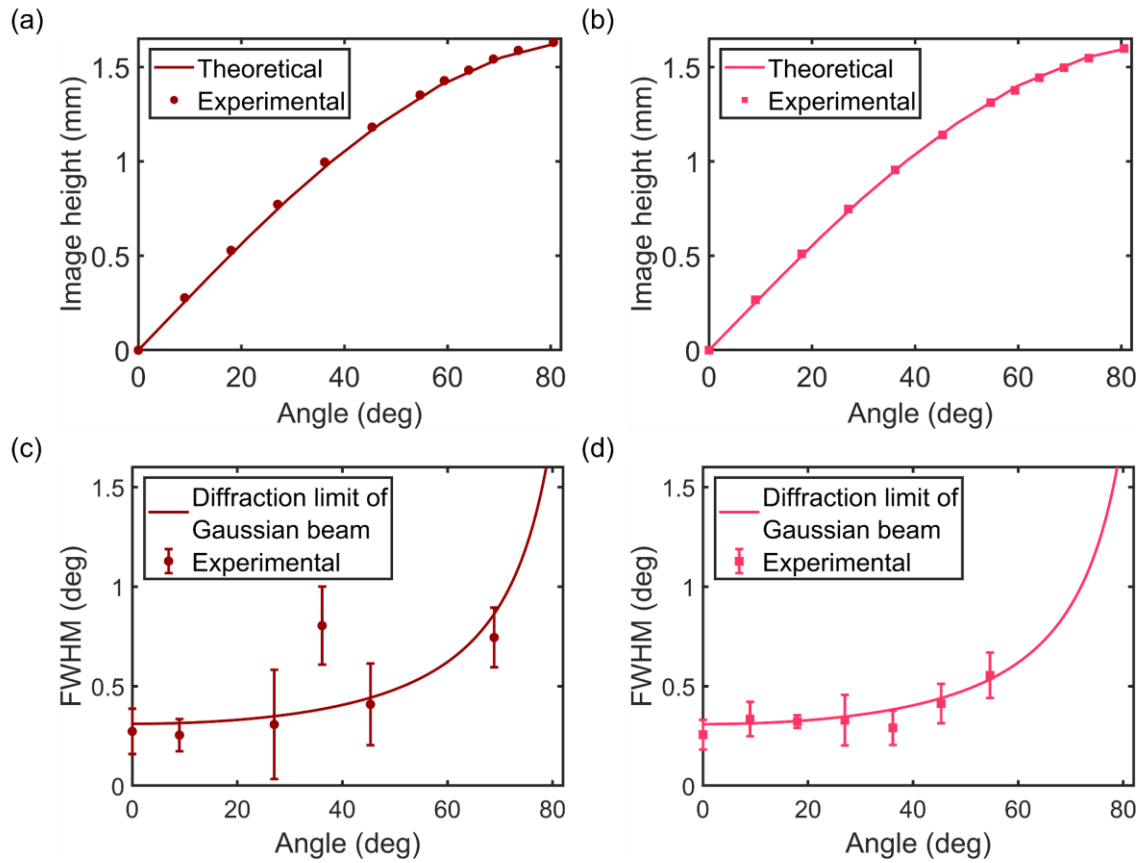 (a)
Image height (mm)
1.5
1
0.5
0
Theoretical
Experimental
0 20 40 60 80
Angle (deg)
(b)
Image height (mm)
1.5
1
0.5
0
Theoretical
Experimental
0 20 40 60 80
Angle (deg)
(c)
FWHM (deg)
1.5
1
0.5
0
Diffraction limit of
Gaussian beam
Experimental
0 20 40 60 80
Angle (deg)
(d)
FWHM (deg)
1.5
1
0.5
0
Diffraction limit of
Gaussian beam
Experimental
0 20 40 60 80
Angle (deg)